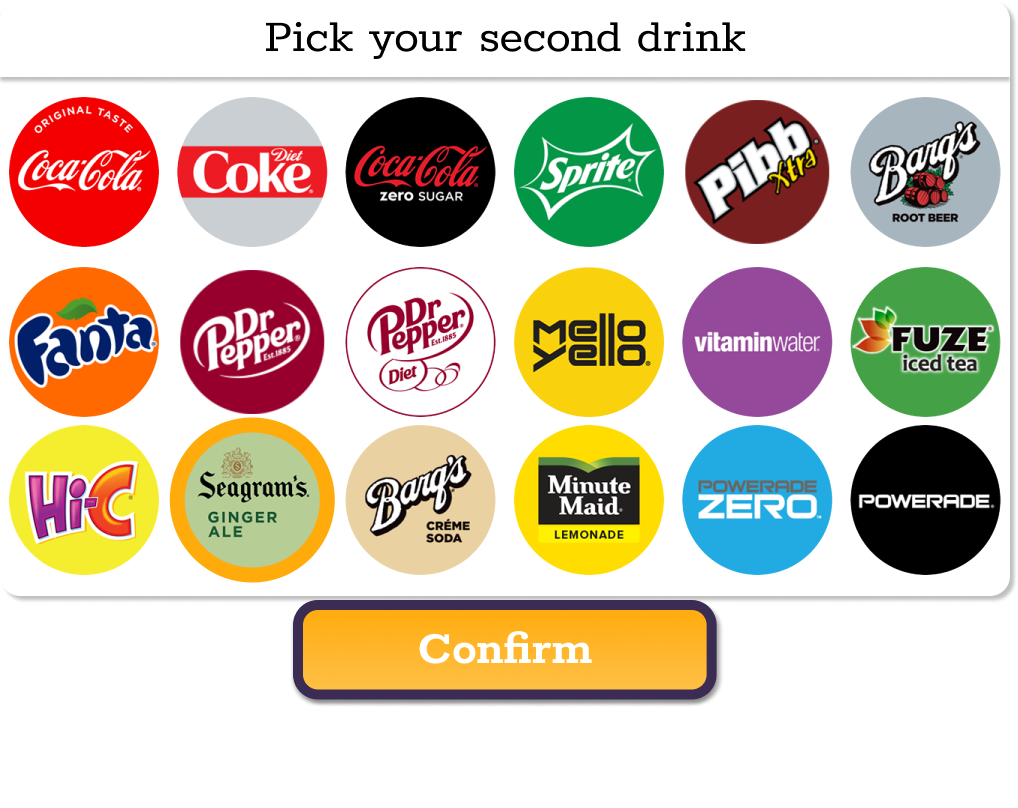 Pick your second drink
ORIGINAL TASTE
Coca-Cola
Diet
Coke
Coca-Cola
zero SUGAR
Sprite
Pibb
Xtra
Barq's
ROOT BEER
Fanta
Dr
Pepper
Est. 1885
Dr
Pepper
Est. 1885
Diet
Mello
Yello
vitaminwater
FUZE
iced tea
Hi-C
Seagram's
GINGER
ALE
Barq's
CRÉME
SODA
Minute
Maid
LEMONADE
POWERADE
ZERO
POWERADE
Confirm